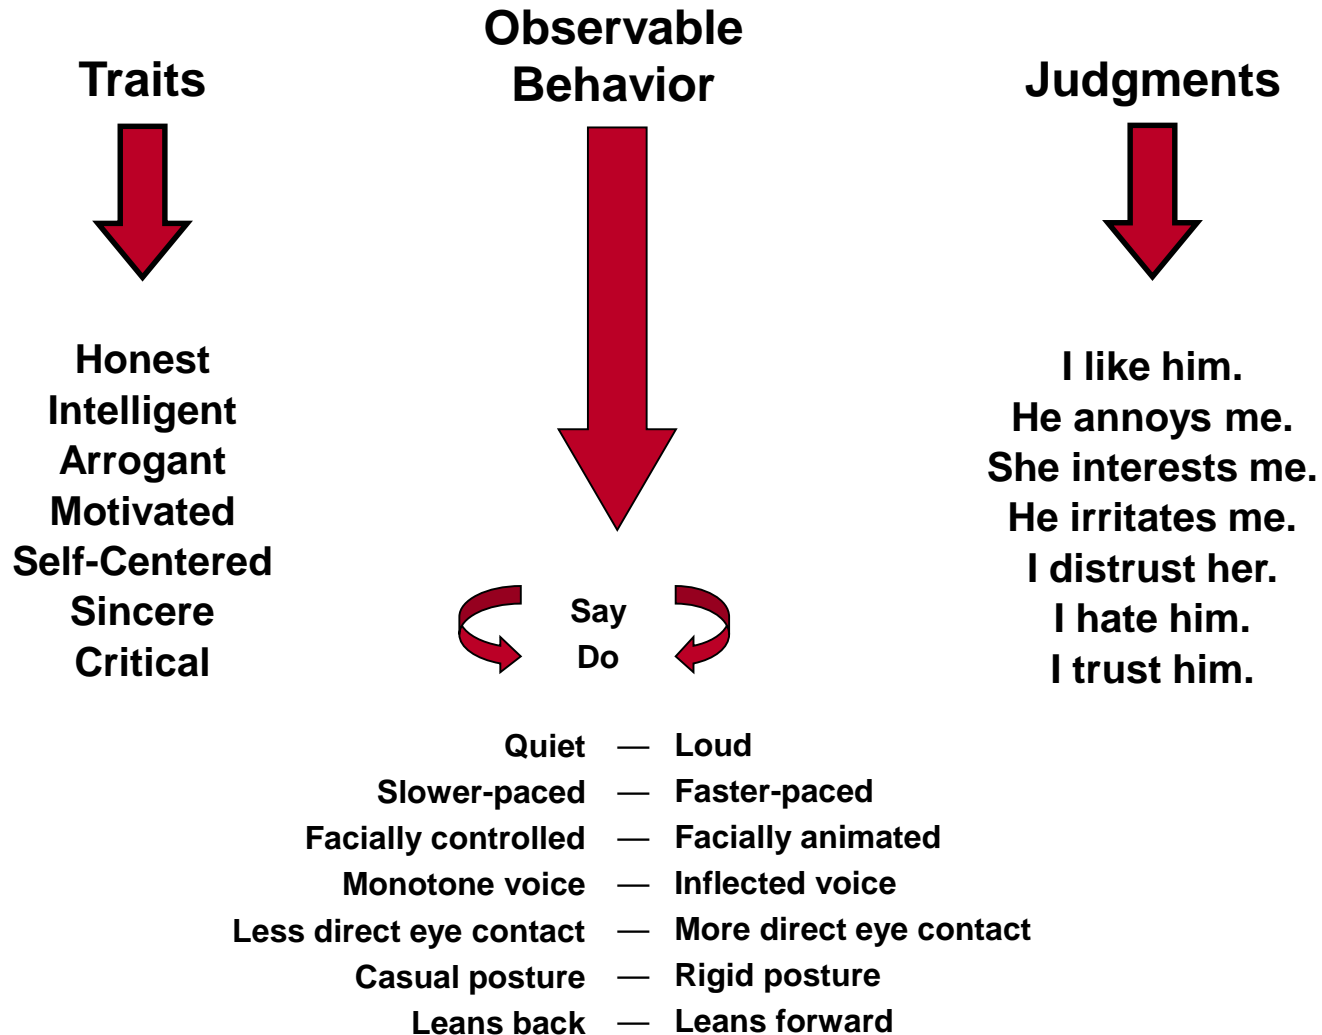 Traits
Honest
Intelligent
Arrogant
Motivated
Self-Centered
Sincere
Critical
Observable
Behavior
Say
Do
Quiet — Loud
Slower-paced — Faster-paced
Facially controlled — Facially animated
Monotone voice — Inflected voice
Less direct eye contact — More direct eye contact
Casual posture — Rigid posture
Leans back — Leans forward
Judgments
I like him.
He annoys me.
She interests me.
He irritates me.
I distrust her.
I hate him.
I trust him.